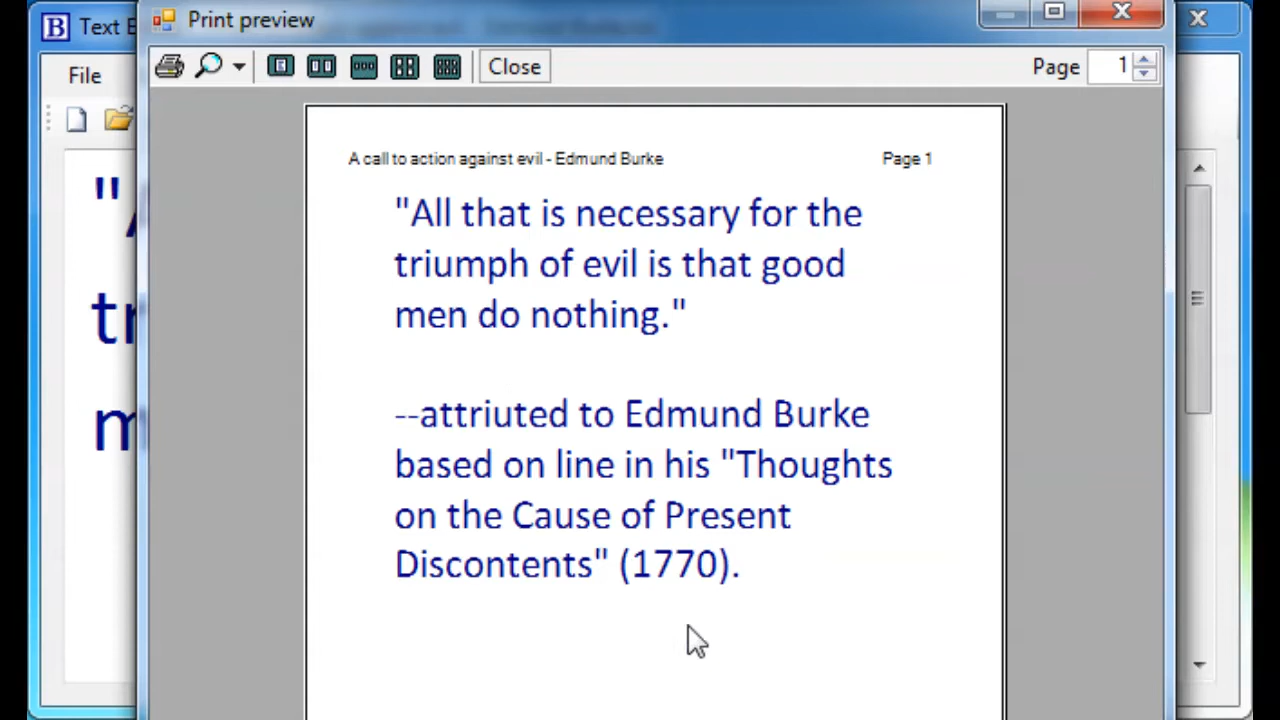 Print preview
B Text E
File
Close
Page 1
A call to action against evil - Edmund Burke Page 1
"All that is necessary for the
triumph of evil is that good
men do nothing."
--attriuted to Edmund Burke
based on line in his "Thoughts
on the Cause of Present
Discontents" (1770).
"A
tr
m